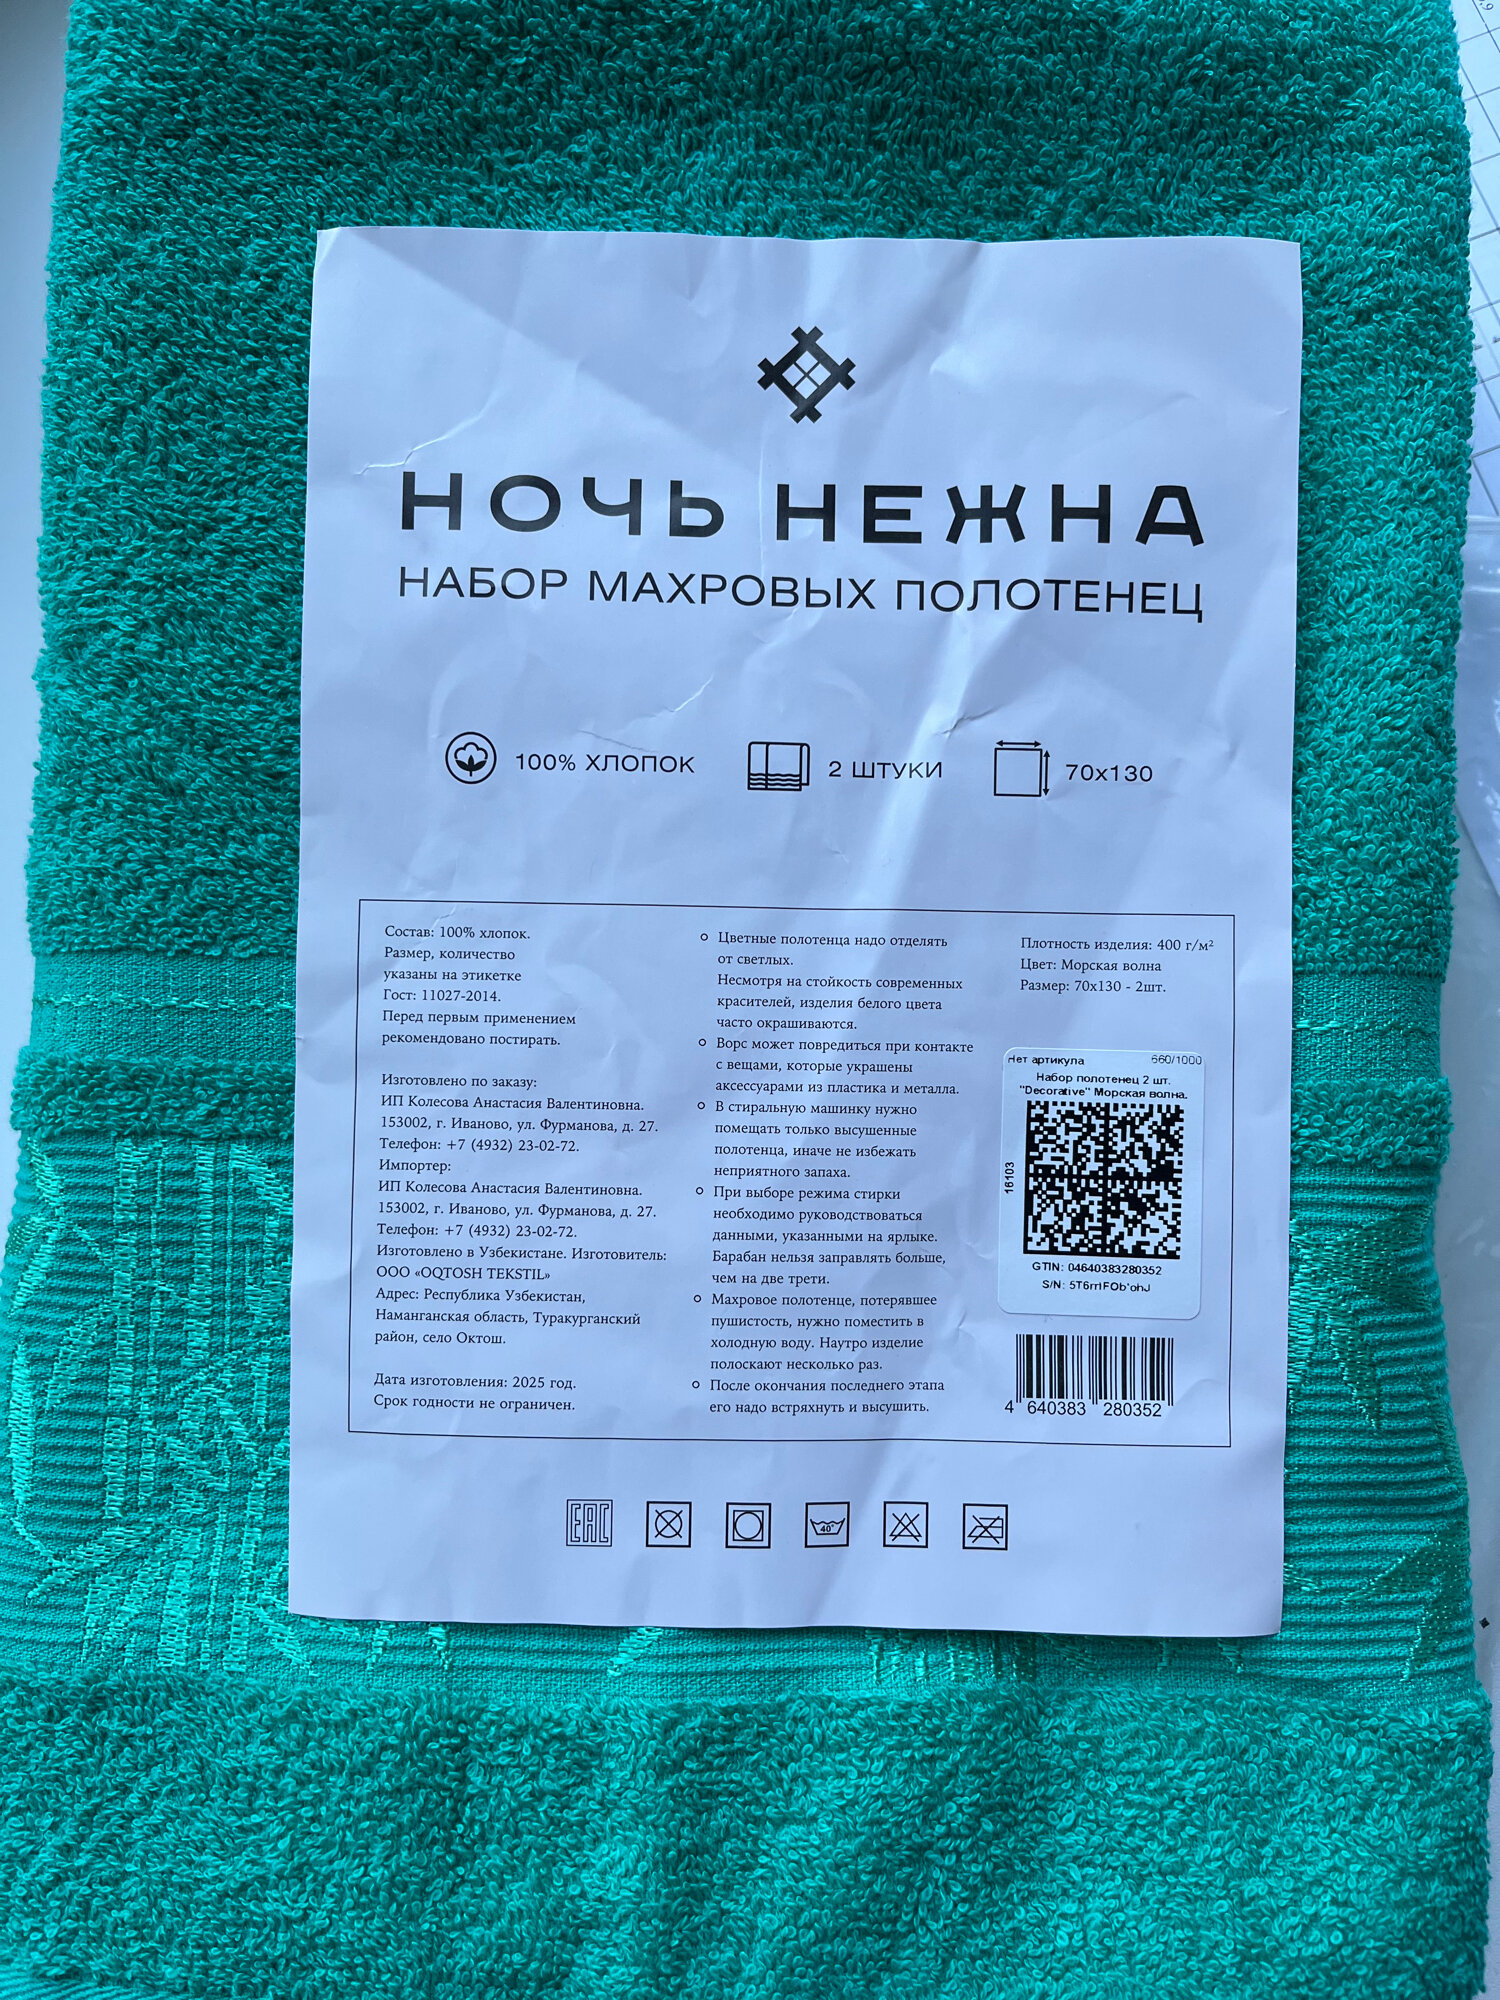 НОЧЬ НЕЖНА
НАБОР МАХРОВЫХ ПОЛОТЕНЕЦ
100% ХЛОПОК
2 ШТУКИ
70х130
Состав: 100% хлопок.
Размер, количество
указаны на этикетке
Гост: 11027-2014.
Перед первым применением
рекомендовано постирать.
Изготовлено по заказу:
ИП Колесова Анастасия Валентиновна.
153002, г. Иваново, ул. Фурманова, д. 27.
Телефон: +7 (4932) 23-02-72.
Импортер:
ИП Колесова Анастасия Валентиновна.
153002, г. Иваново, ул. Фурманова, д. 27.
Телефон: +7 (4932) 23-02-72.
Изготовлено в Узбекистане. Изготовитель:
ООО «OQTOSH TEKSTIL»
Адрес: Республика Узбекистан,
Наманганская область, Туракурганский
район, село Октош.
Дата изготовления: 2025 год.
Срок годности не ограничен.
Цветные полотенца надо отделять
от светлых.
Несмотря на стойкость современных
красителей, изделия белого цвета
часто окрашиваются.
Ворс может повредиться при контакте
с вещами, которые украшены
аксессуарами из пластика и металла.
В стиральную машинку нужно
помещать только высушенные
полотенца, иначе не избежать
неприятного запаха.
При выборе режима стирки
необходимо руководствоваться
данными, указанными на ярлыке.
Барабан нельзя заправлять больше,
чем на две трети.
Махровое полотенце, потерявшее
пушистость, нужно поместить в
холодную воду. Наутро изделие
полоскают несколько раз.
После окончания последнего этапа
его надо встряхнуть и высушить.
Плотность изделия: 400 г/м²
Цвет: Морская волна
Размер: 70х130 - 2шт.
Нет артикула 660/1000
Набор полотенец 2 шт.
"Decorative" Морская волна.
16103
GTIN: 04640383280352
S/N:
4 640383 280352
EAC
40°